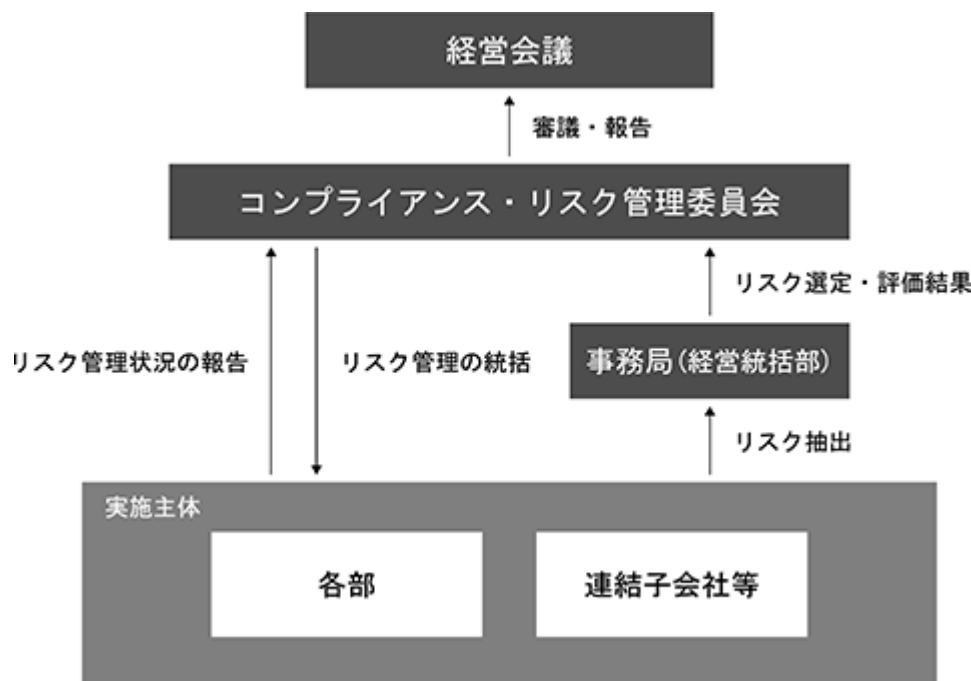 経営会議
審議・報告
コンプライアンス・リスク管理委員会
リスク選定・評価結果
リスク管理状況の報告
リスク管理の統括
事務局(経営統括部)
リスク抽出
実施主体
各部
連結子会社等